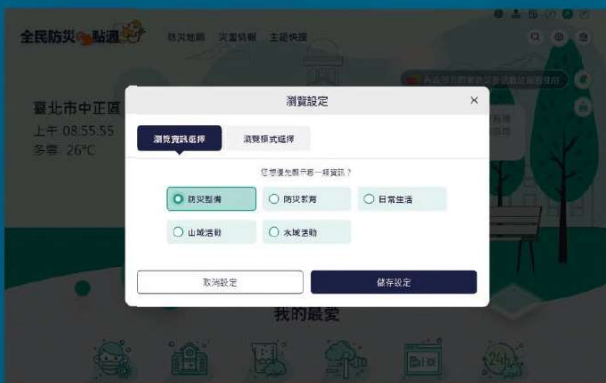 全民防災e點通
防災地圖 災害情報 主題快搜
臺北市中正區
上午 08:55:55
多雲 26°C
瀏覽設定
瀏覽資訊選擇 瀏覽模式選擇
您想優先顯示哪一類資訊？
防災整備 防災教育 日常生活
山域活動 水域活動
取消設定 儲存設定
我的最愛
24h